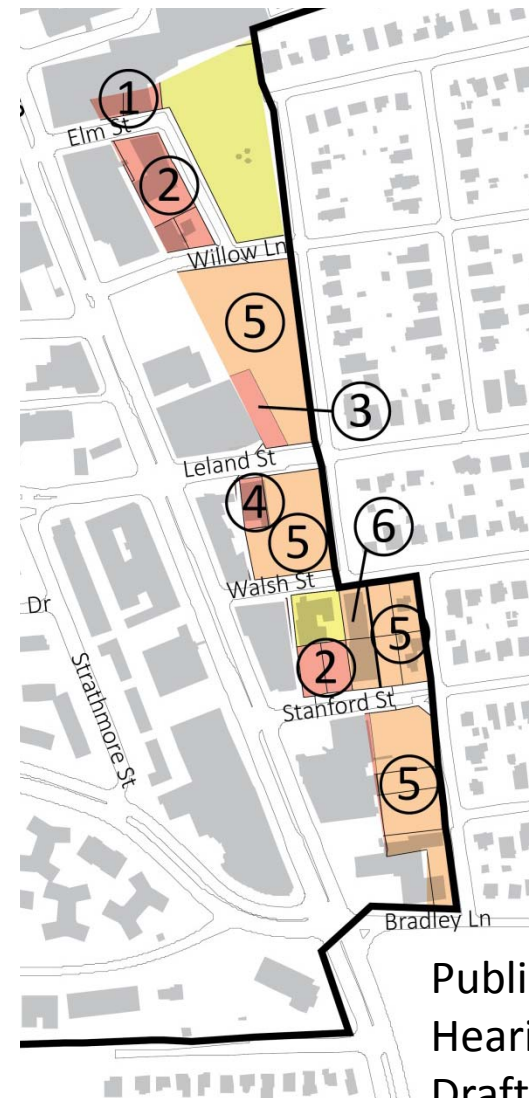 1
Elm St
2
Willow Ln
5
3
Leland St
4
5
6
Walsh St
5
2
Dr
Stanford St
Strathmore St
5
Bradley Ln
Publi
Heari
Draft